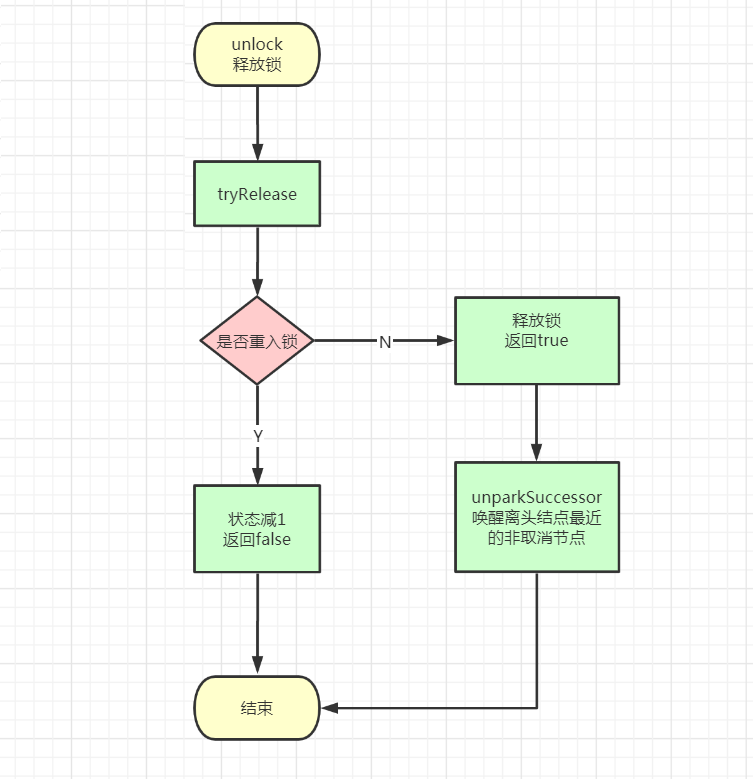 unlock
释放锁
tryRelease
是否重入锁
N
释放锁
返回true
Y
unparkSuccessor
唤醒离头结点最近
的非取消节点
状态减1
返回false
结束